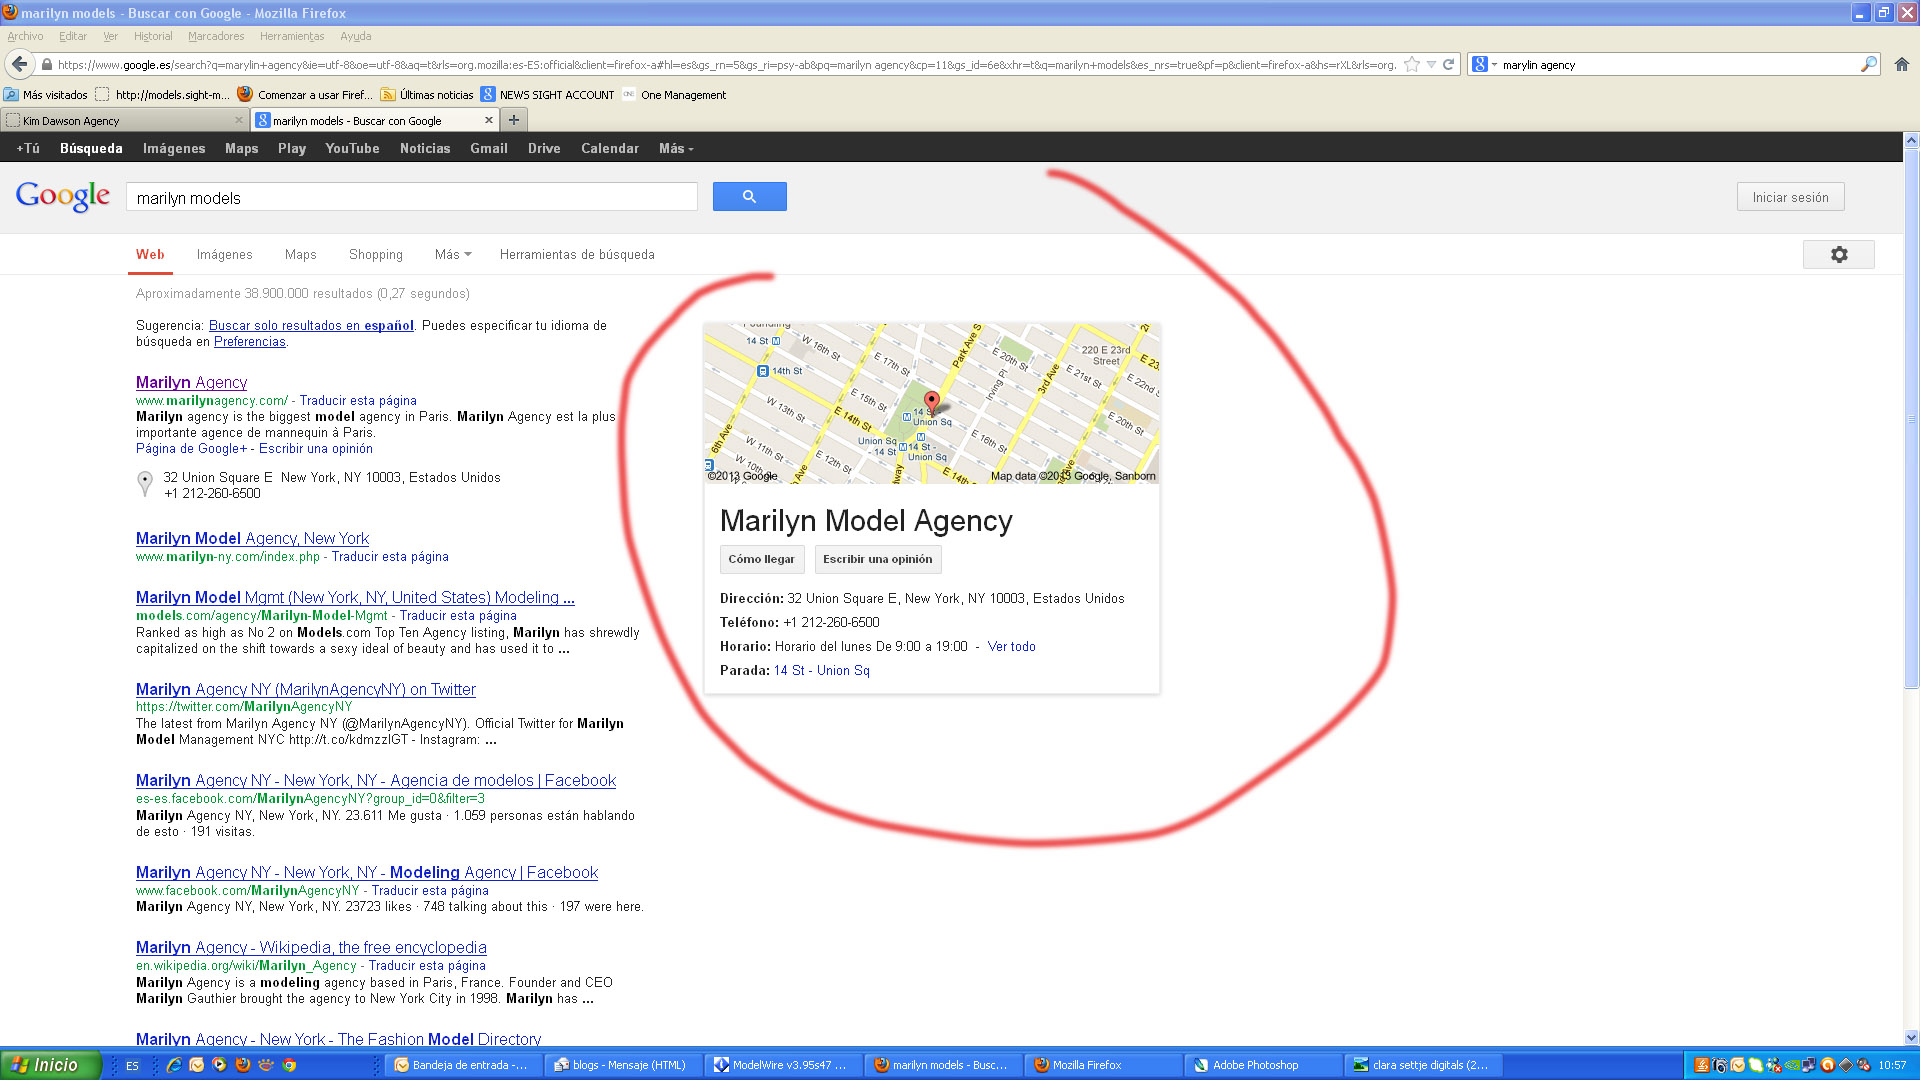 marilyn models - Buscar con Google - Mozilla Firefox
Archivo Editar Ver Historial Marcadores Herramientas Ayuda
https://www.google.es/search?q=marylin+agency&ie=utf-8&oe=utf-8&aq=t&rls=org.mozilla:es-ES:official&client=firefox-a#hl=es&gs_rn=5&gs_ri=psy-ab&pq=marilyn agency&cp=11&gs_id=6e&xhr=t&q=marilyn+models&es_nrs=true&pf=p&client=firefox-a&hs=rXL&rls=org.
marylin agency
Más visitados http://models.sight-m... Comenzar a usar Firef... Últimas noticias NEWS SIGHT ACCOUNT One Management
Kim Dawson Agency
marilyn models - Buscar con Google
+Tú Búsqueda Imágenes Maps Play YouTube Noticias Gmail Drive Calendar Más
Google
marilyn models
Iniciar sesión
Web Imágenes Maps Shopping Más Herramientas de búsqueda
Aproximadamente 38.900.000 resultados (0,27 segundos)
Sugerencia: Buscar solo resultados en español. Puedes especificar tu idioma de
búsqueda en Preferencias.
Marilyn Agency
www.marilynagency.com/ - Traducir esta página
Marilyn agency is the biggest model agency in Paris. Marilyn Agency est la plus
importante agence de mannequin à Paris.
Página de Google+ - Escribir una opinión
32 Union Square E New York, NY 10003, Estados Unidos
+1 212-260-6500
Marilyn Model Agency, New York
www.marilyn-ny.com/index.php - Traducir esta página
Marilyn Model Mgmt (New York, NY, United States) Modeling ...
models.com/agency/Marilyn-Model-Mgmt - Traducir esta página
Ranked as high as No 2 on Models.com Top Ten Agency listing, Marilyn has shrewdly
capitalized on the shift towards a sexy ideal of beauty and has used it to ...
Marilyn Agency NY (MarilynAgencyNY) on Twitter
https://twitter.com/MarilynAgencyNY
The latest from Marilyn Agency NY (@MarilynAgencyNY). Official Twitter for Marilyn
Model Management NYC http://t.co/kdmzzIGT - Instagram: ...
Marilyn Agency NY - New York, NY - Agencia de modelos | Facebook
es-es.facebook.com/MarilynAgencyNY?group_id=0&filter=3
Marilyn Agency NY, New York, NY. 23.611 Me gusta · 1.059 personas están hablando
de esto · 191 visitas.
Marilyn Agency NY - New York, NY - Modeling Agency | Facebook
www.facebook.com/MarilynAgencyNY - Traducir esta página
Marilyn Agency NY, New York, NY. 23723 likes · 748 talking about this · 197 were here.
Marilyn Agency - Wikipedia, the free encyclopedia
en.wikipedia.org/wiki/Marilyn_Agency - Traducir esta página
Marilyn Agency is a modeling agency based in Paris, France. Founder and CEO
Marilyn Gauthier brought the agency to New York City in 1998. Marilyn has ...
Marilyn Agency - New York - The Fashion Model Directory
14 St
W 16th St
E 17th St
Park Ave S
E 20th St
220 E 23rd
Street
14th St
E 15th St
Irving Pl
3rd Ave
E 21st St
E 22nd
W 13th St
E 14th St
14 St -
Union Sq
W 11th St
W 12th St
Union Sq
- 14 St
14 St -
Union Sq
E 16th St
E 15th St
6th Ave
W 10th
©2013 Google
Map data ©2013 Google, Sanborn
Marilyn Model Agency
Cómo llegar Escribir una opinión
Dirección: 32 Union Square E, New York, NY 10003, Estados Unidos
Teléfono: +1 212-260-6500
Horario: Horario del lunes De 9:00 a 19:00 - Ver todo
Parada: 14 St - Union Sq
Inicio ES Bandeja de entrada -... blogs - Mensaje (HTML) ModelWire v3.95s47 ... marilyn models - Busc... Mozilla Firefox Adobe Photoshop clara settje digitals (2... 10:57